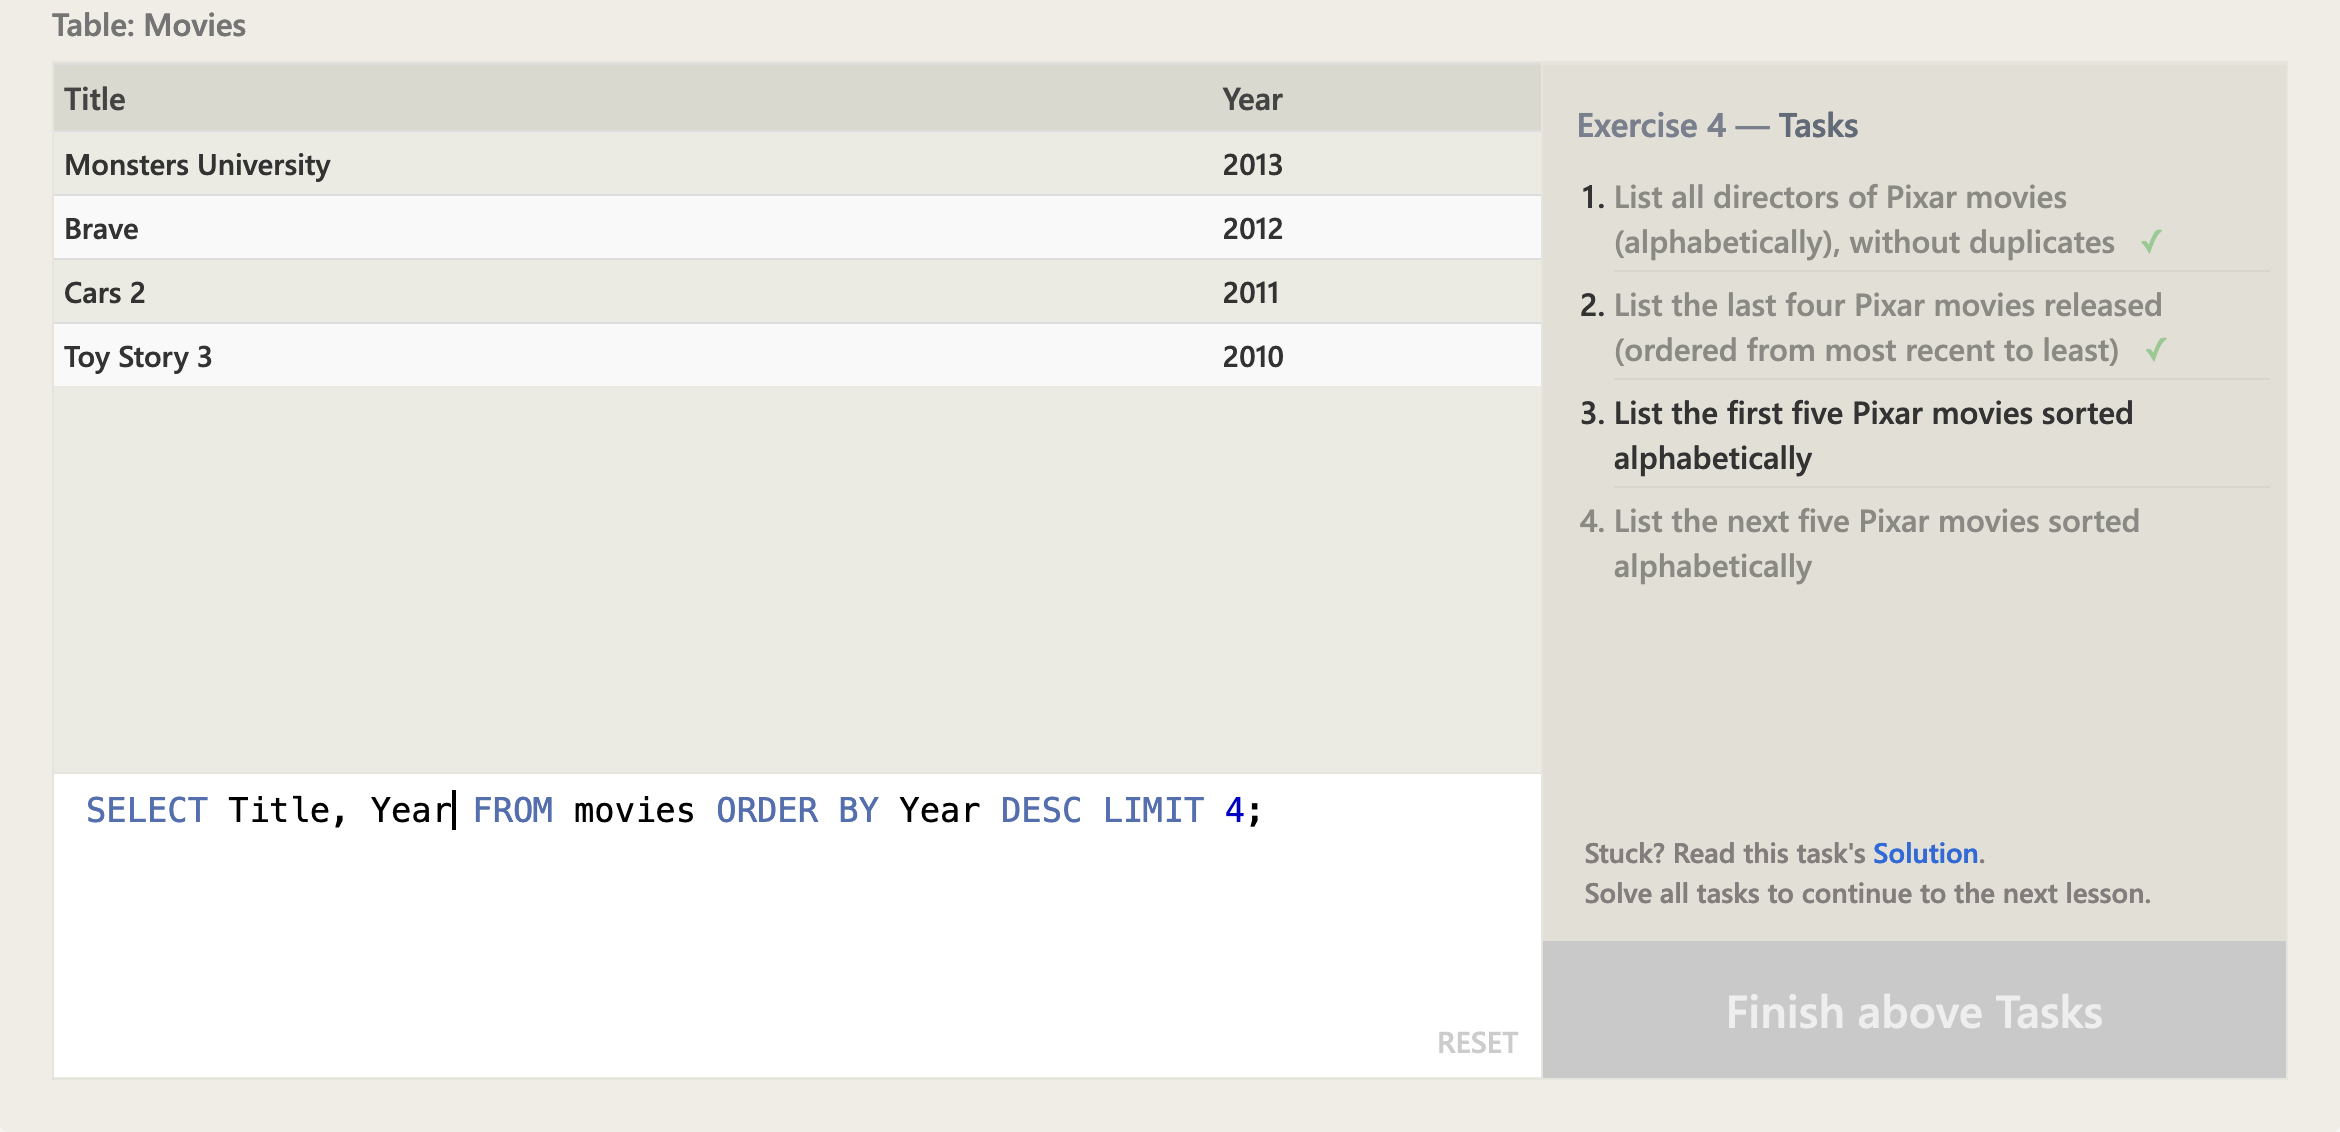 Table: Movies
Title Year
Monsters University 2013
Brave 2012
Cars 2 2011
Toy Story 3 2010
SELECT Title, Year FROM movies ORDER BY Year DESC LIMIT 4;
RESET
Exercise 4 — Tasks
1. List all directors of Pixar movies
(alphabetically), without duplicates ✓
2. List the last four Pixar movies released
(ordered from most recent to least) ✓
3. List the first five Pixar movies sorted
alphabetically
4. List the next five Pixar movies sorted
alphabetically
Stuck? Read this task's Solution.
Solve all tasks to continue to the next lesson.
Finish above Tasks